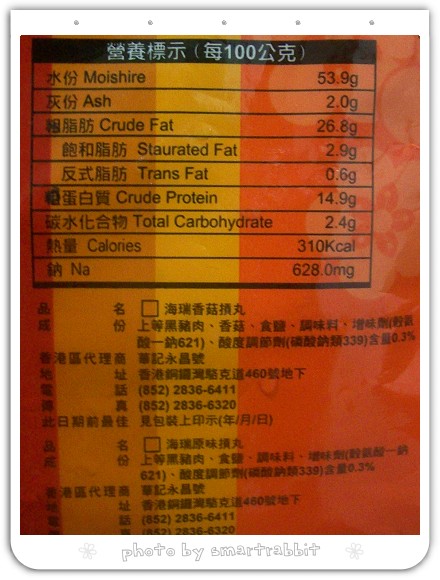 營養標示(每100公克)
水份 Moishire 53.9g
灰份 Ash 2.0g
粗脂肪 Crude Fat 26.8g
飽和脂肪 Staurated Fat 2.9g
反式脂肪 Trans Fat 0.6g
粗蛋白質 Crude Protein 14.9g
碳水化合物 Total Carbohydrate 2.4g
熱量 Calories 310Kcal
鈉 Na 628.0mg
品 名 □ 海瑞香菇摃丸
成 份 上等黑豬肉、香菇、食鹽、調味料、增味劑(穀氨
酸一鈉621)、酸度調節劑(磷酸鈉類339)含量0.3%
香港區代理商 華記永昌號
地 址 香港銅鑼灣駱克道460號地下
電 話 (852) 2836-6411
傳 真 (852) 2836-6320
此日期前最佳 見包裝上印示(年/月/日)
品 名 □ 海瑞原味摃丸
成 份 上等黑豬肉、食鹽、調味料、增味劑(穀氨酸一鈉
621)、酸度調節劑(磷酸鈉類339)含量0.3%
香港區代理商 華記永昌號
地 址 香港銅鑼灣駱克道460號地下
電 話 (852) 2836-6411
(852) 2836-6320
photo by smartrabbit